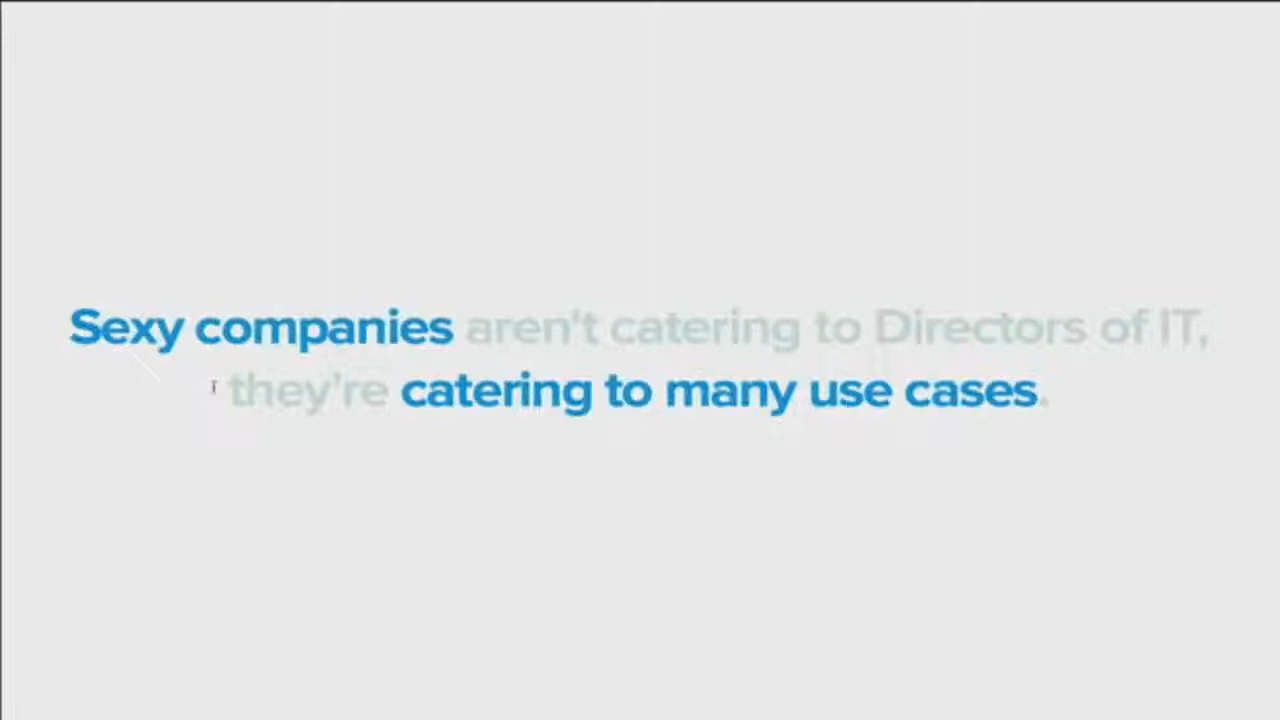 Sexy companies aren't catering to Directors of IT,
they're catering to many use cases.